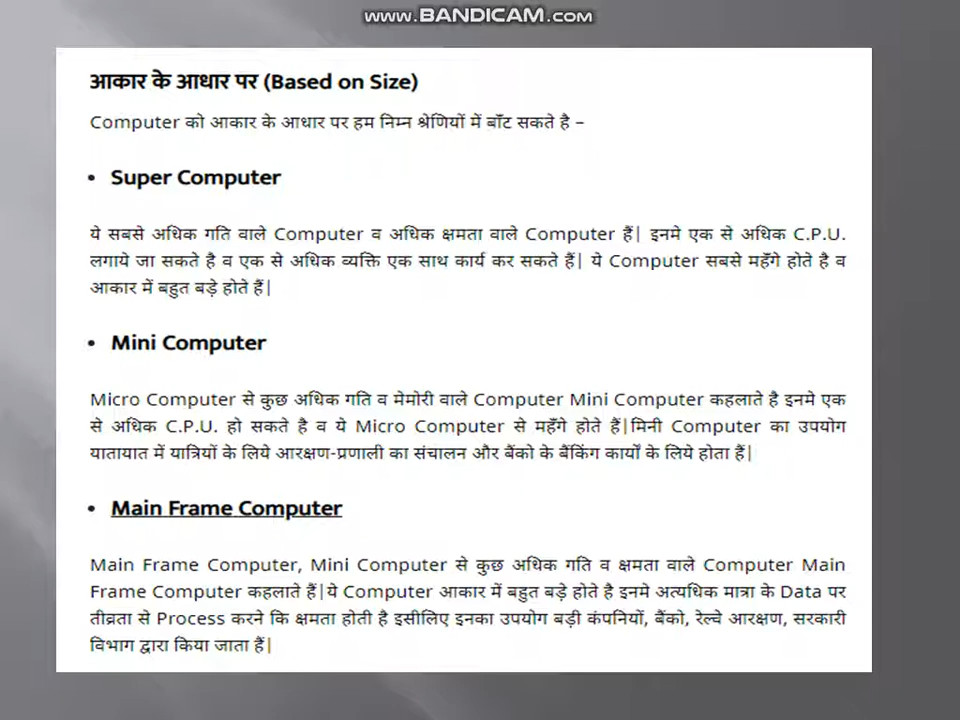 www.BANDICAM.com
आकार के आधार पर (Based on Size)
Computer को आकार के आधार पर हम निम्न श्रेणियों में बाँट सकते है –
• Super Computer
ये सबसे अधिक गति वाले Computer व अधिक क्षमता वाले Computer हैं| इनमे एक से अधिक C.P.U.
लगाये जा सकते है व एक से अधिक व्यक्ति एक साथ कार्य कर सकते हैं| ये Computer सबसे महँगे होते है व
आकार में बहुत बड़े होते हैं|
• Mini Computer
Micro Computer से कुछ अधिक गति व मेमोरी वाले Computer Mini Computer कहलाते है इनमे एक
से अधिक C.P.U. हो सकते है व ये Micro Computer से महँगे होते हैं|मिनी Computer का उपयोग
यातायात में यात्रियों के लिये आरक्षण-प्रणाली का संचालन और बैंको के बैंकिंग कार्यों के लिये होता हैं|
• Main Frame Computer
Main Frame Computer, Mini Computer से कुछ अधिक गति व क्षमता वाले Computer Main
Frame Computer कहलाते हैं|ये Computer आकार में बहुत बड़े होते है इनमे अत्यधिक मात्रा के Data पर
तीव्रता से Process करने कि क्षमता होती है इसीलिए इनका उपयोग बड़ी कंपनियों, बैंको, रेल्वे आरक्षण, सरकारी
विभाग द्वारा किया जाता हैं|